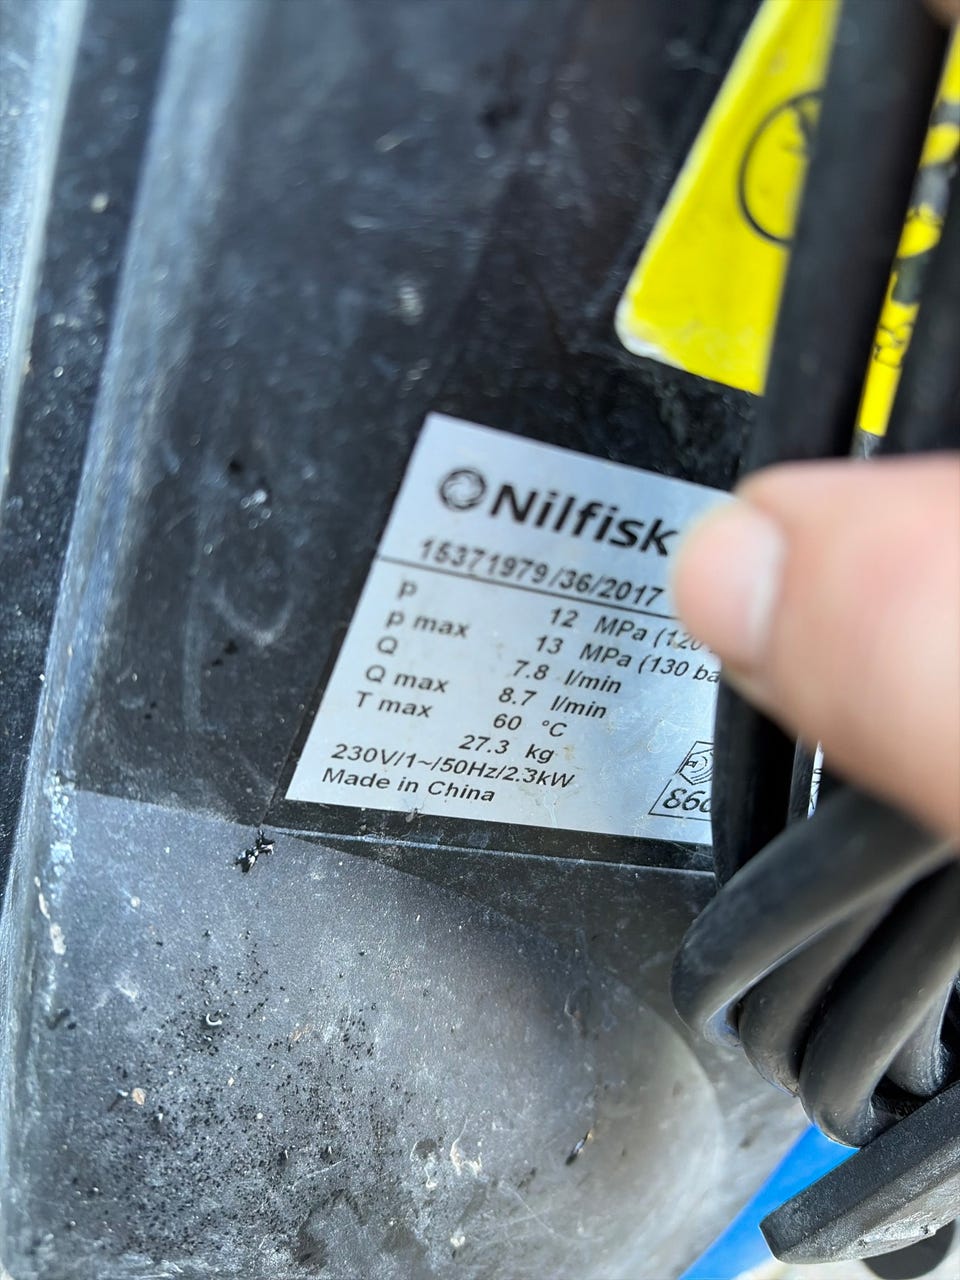 Nilfisk
15371979/36/2017
p 12 MPa (120
p max 13 MPa (130 ba
Q 7.8 l/min
Q max 8.7 l/min
T max 60 °C
27.3 kg
230V/1~/50Hz/2.3kW
Made in China